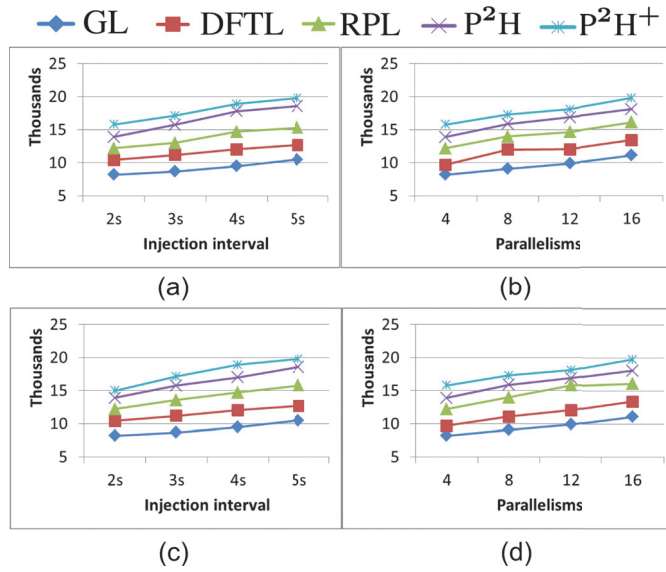 GL DFTL RPL P²H P²H⁺
Thousands
25
20
15
10
5
2s 3s 4s 5s
Injection interval
(a)
Thousands
25
20
15
10
5
4 8 12 16
Parallelisms
(b)
Thousands
25
20
15
10
5
2s 3s 4s 5s
Injection interval
(c)
Thousands
25
20
15
10
5
4 8 12 16
Parallelisms
(d)